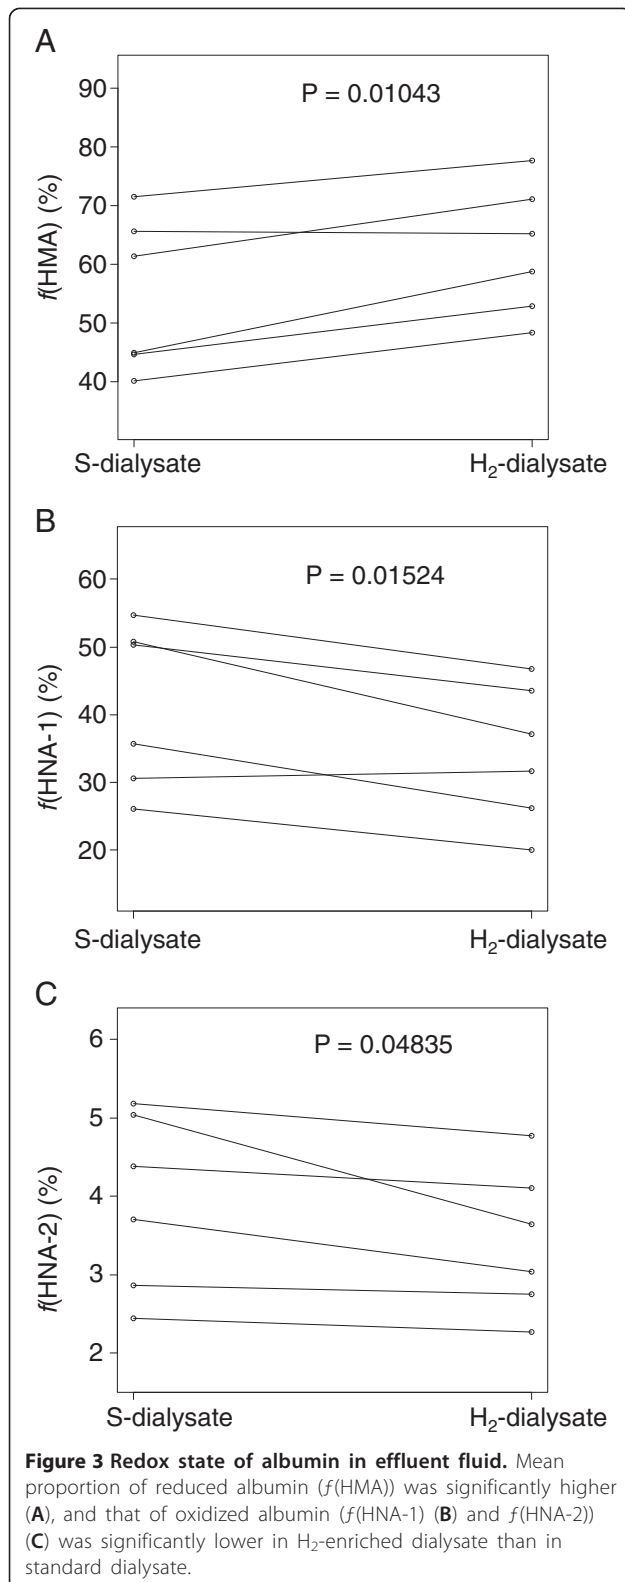 A
P = 0.01043
f(HMA) (%)
90
80
70
60
50
40
S-dialysate H₂-dialysate
B
P = 0.01524
f(HNA-1) (%)
60
50
40
30
20
S-dialysate H₂-dialysate
C
P = 0.04835
f(HNA-2) (%)
6
5
4
3
2
S-dialysate H₂-dialysate
Figure 3 Redox state of albumin in effluent fluid. Mean
proportion of reduced albumin (ƒ(HMA)) was significantly higher
(A), and that of oxidized albumin (ƒ(HNA-1) (B) and ƒ(HNA-2))
(C) was significantly lower in H₂-enriched dialysate than in
standard dialysate.